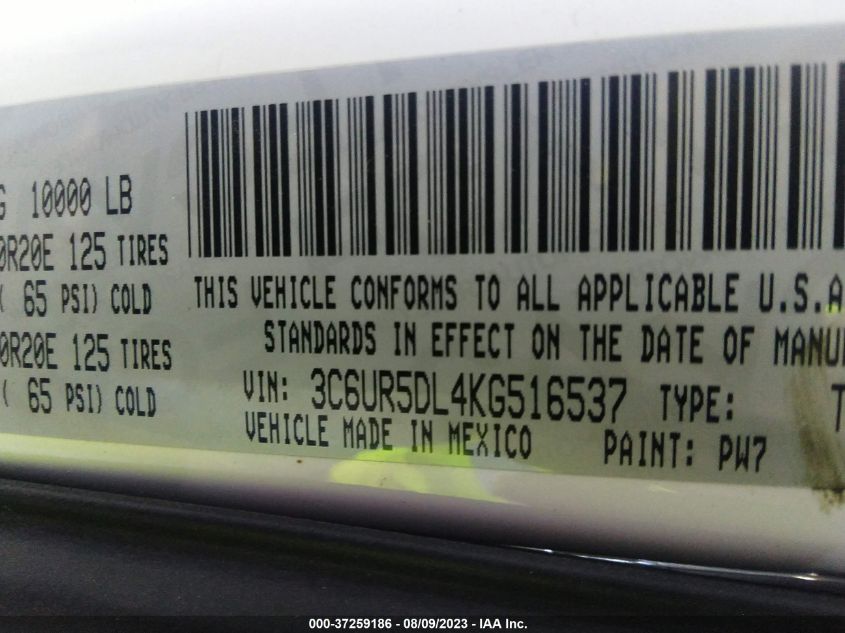 G 10000 LB
0R20E 125 TIRES
( 65 PSI) COLD
0R20E 125 TIRES
( 65 PSI) COLD
THIS VEHICLE CONFORMS TO ALL APPLICABLE U.S.A
STANDARDS IN EFFECT ON THE DATE OF MANU
VIN: 3C6UR5DL4KG516537 TYPE: T
VEHICLE MADE IN MEXICO PAINT: PW7
000-37259186 - 08/09/2023 - IAA Inc.